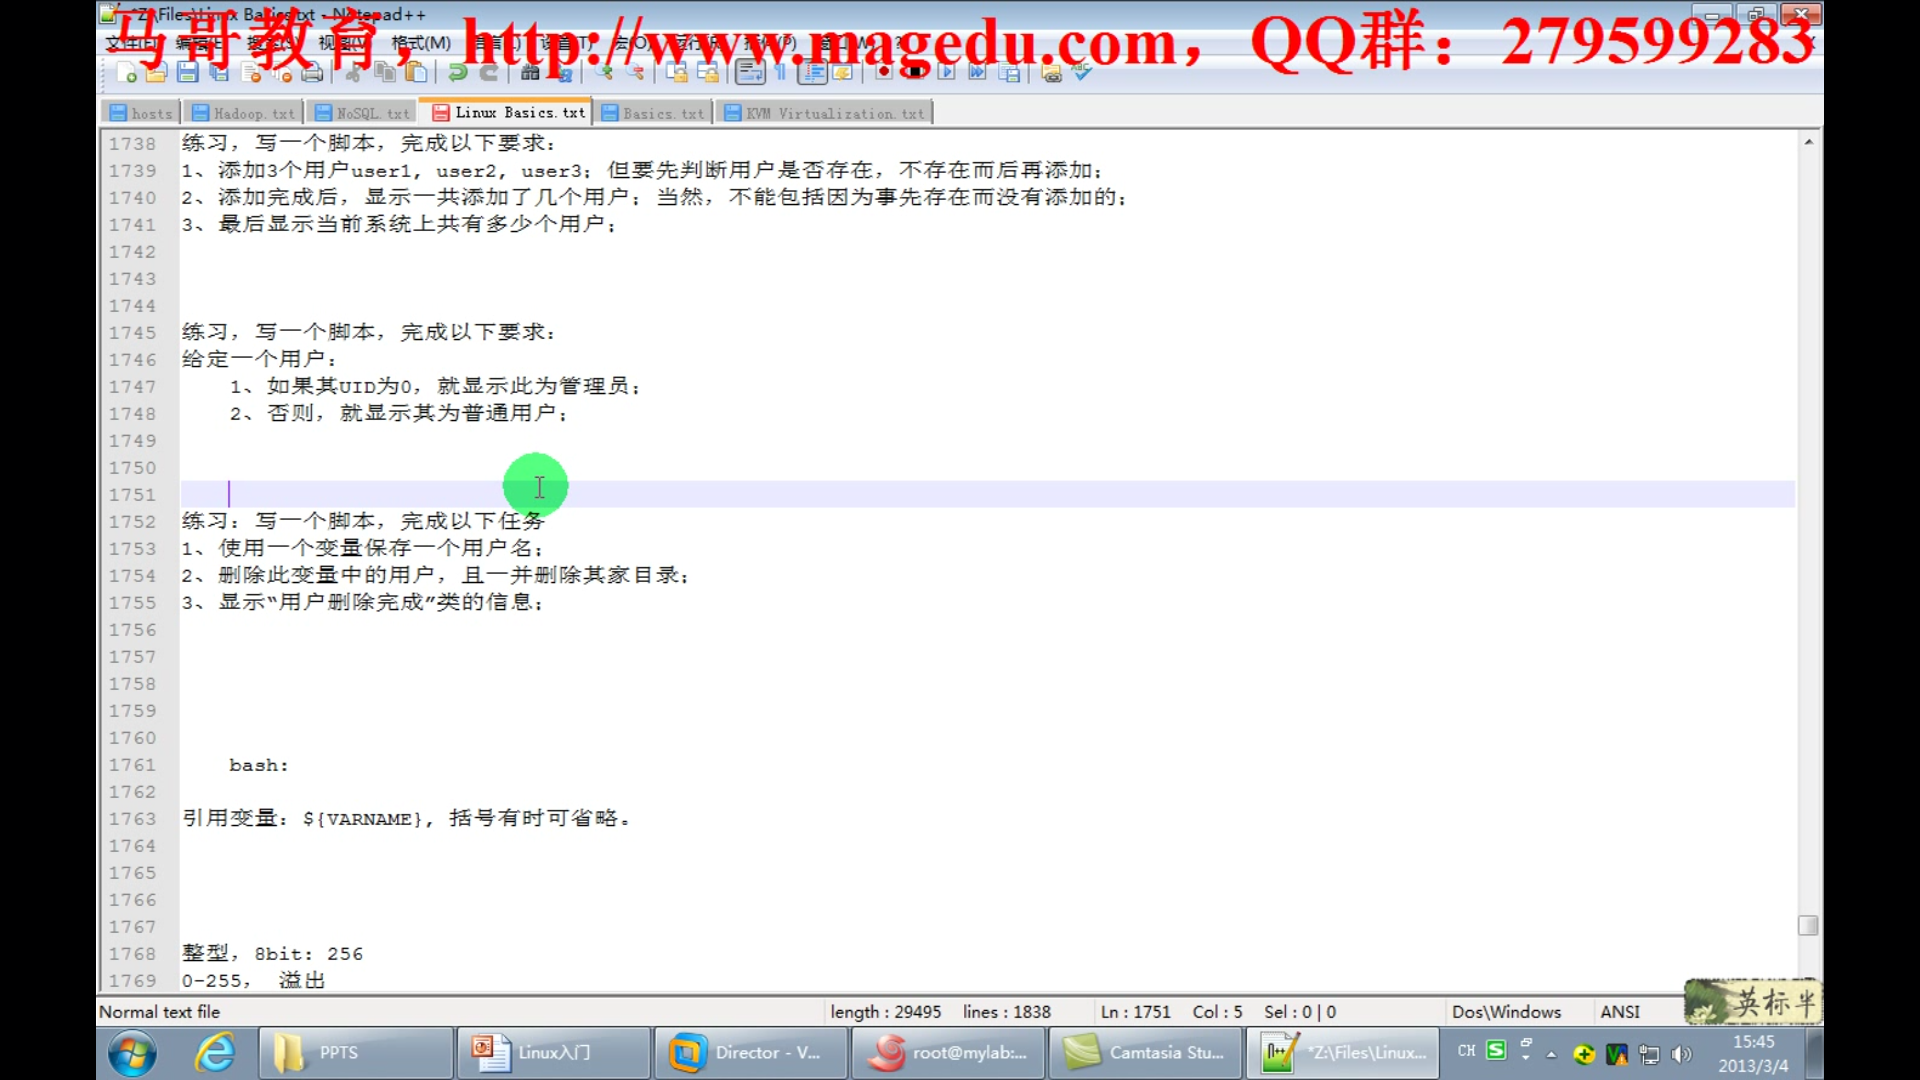 *Z:\Files\Linux Basics.txt - Notepad++
马哥教育，http://www.magedu.com，QQ群：279599283
格式(M)
hosts Hadoop.txt NoSQL.txt Linux Basics.txt Basics.txt KVM Virtualization.txt
1738 练习，写一个脚本，完成以下要求：
1739 1、添加3个用户user1, user2, user3；但要先判断用户是否存在，不存在而后再添加；
1740 2、添加完成后，显示一共添加了几个用户；当然，不能包括因为事先存在而没有添加的；
1741 3、最后显示当前系统上共有多少个用户；
1742
1743
1744
1745 练习，写一个脚本，完成以下要求：
1746 给定一个用户：
1747 1、如果其UID为0，就显示此为管理员；
1748 2、否则，就显示其为普通用户；
1749
1750
1751
1752 练习：写一个脚本，完成以下任务
1753 1、使用一个变量保存一个用户名；
1754 2、删除此变量中的用户，且一并删除其家目录；
1755 3、显示“用户删除完成”类的信息；
1756
1757
1758
1759
1760
1761 bash:
1762
1763 引用变量：${VARNAME}, 括号有时可省略。
1764
1765
1766
1767
1768 整型，8bit: 256
1769 0-255， 溢出
Normal text file length : 29495 lines : 1838 Ln : 1751 Col : 5 Sel : 0 | 0 Dos\Windows ANSI
英标半
PPTS Linux入门 Director - V... root@mylab:... Camtasia Stu... *Z:\Files\Linux... CH 15:45
2013/3/4